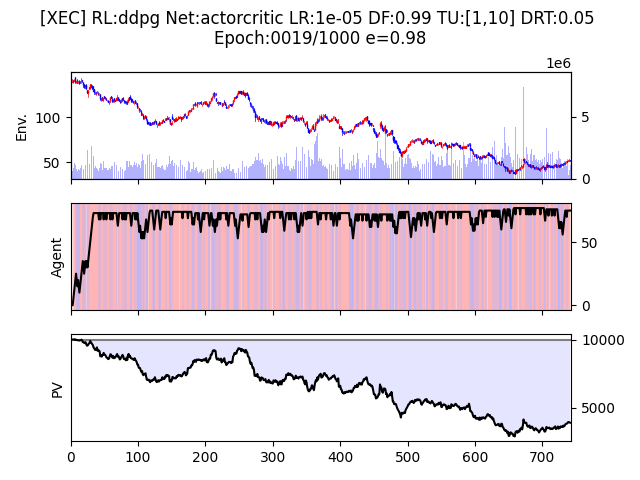 [XEC] RL:ddpg Net:actorcritic LR:1e-05 DF:0.99 TU:[1,10] DRT:0.05
Epoch:0019/1000 e=0.98
1e6
Env.
100
50
5
0
Agent
50
0
PV
10000
5000
0 100 200 300 400 500 600 700